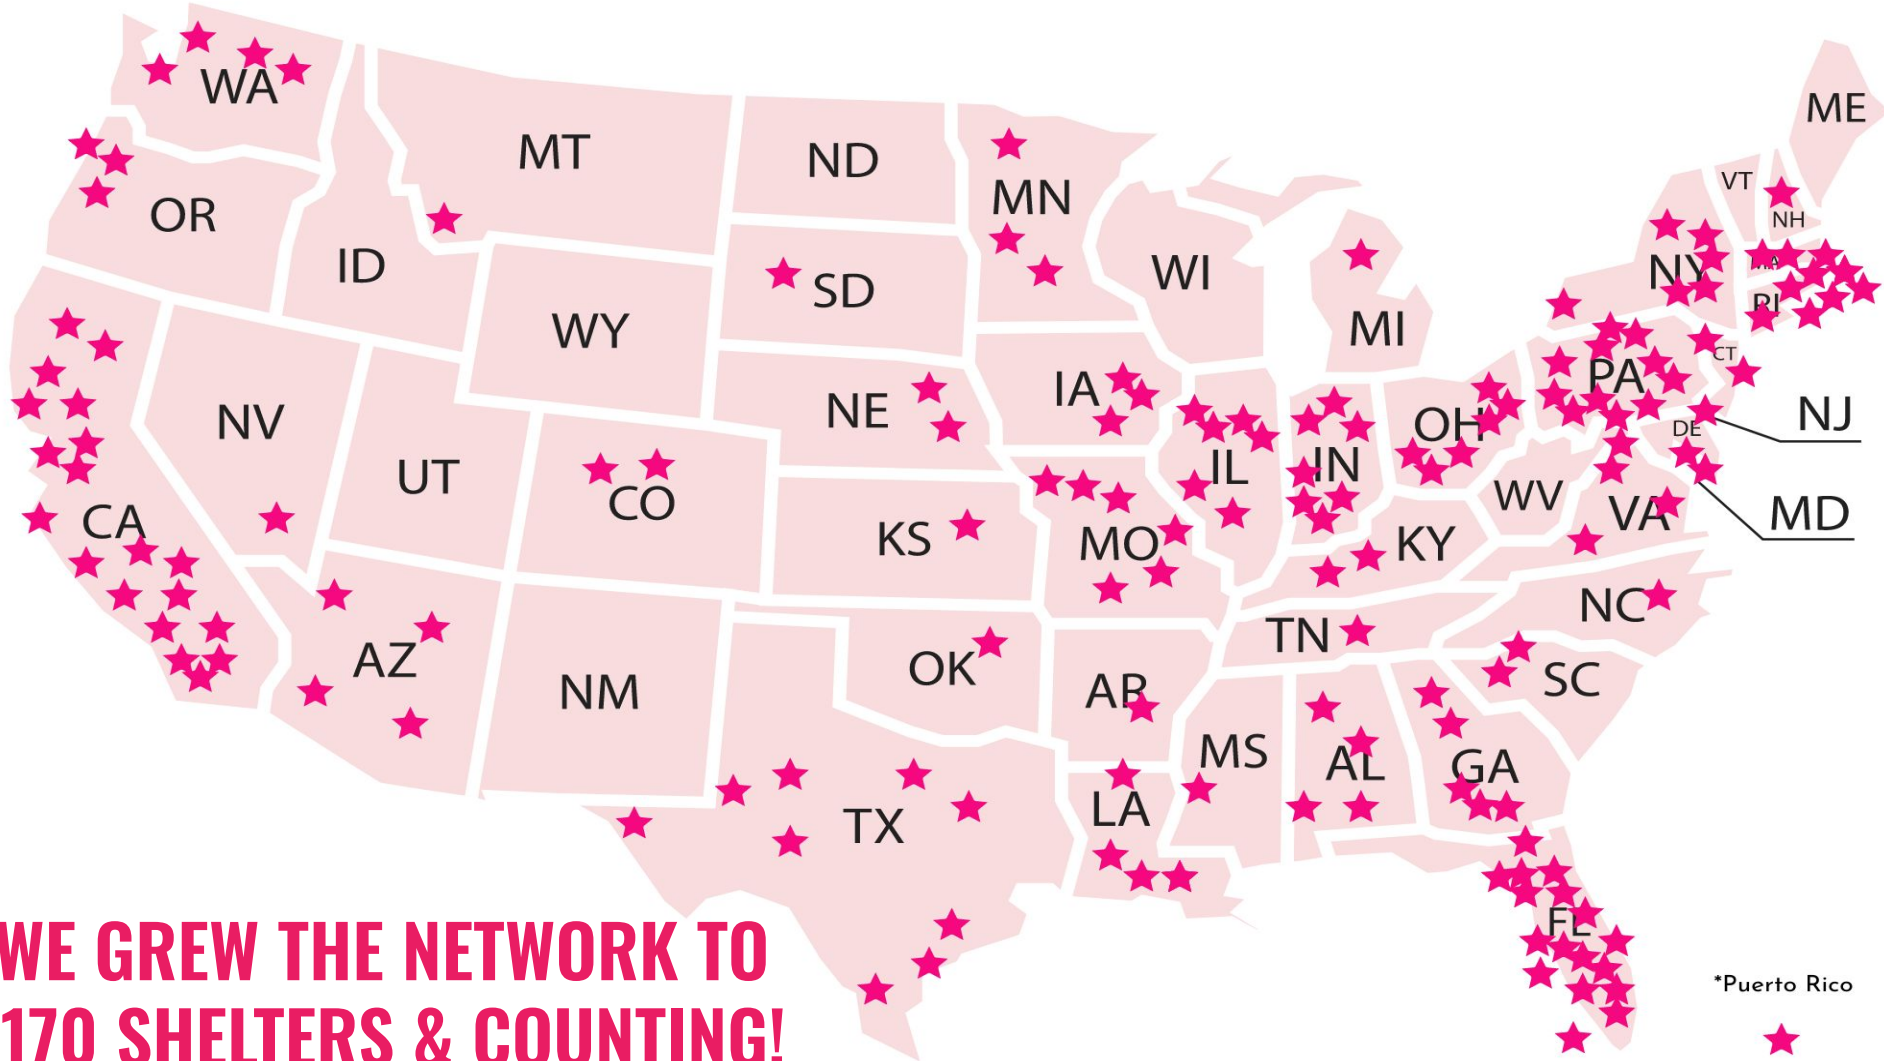 WA
ME
MT
ND
VT
MN
OR
NH
ID
SD
WI
NY
MA
WY
MI
RI
CT
IA
PA
NE
NV
OH
NJ
DE
UT
IL
IN
CO
WV
CA
KS
MO
KY
VA
MD
NC
TN
AZ
OK
SC
NM
AR
MS
AL
GA
LA
TX
FL
WE GREW THE NETWORK TO
170 SHELTERS & COUNTING!
*Puerto Rico